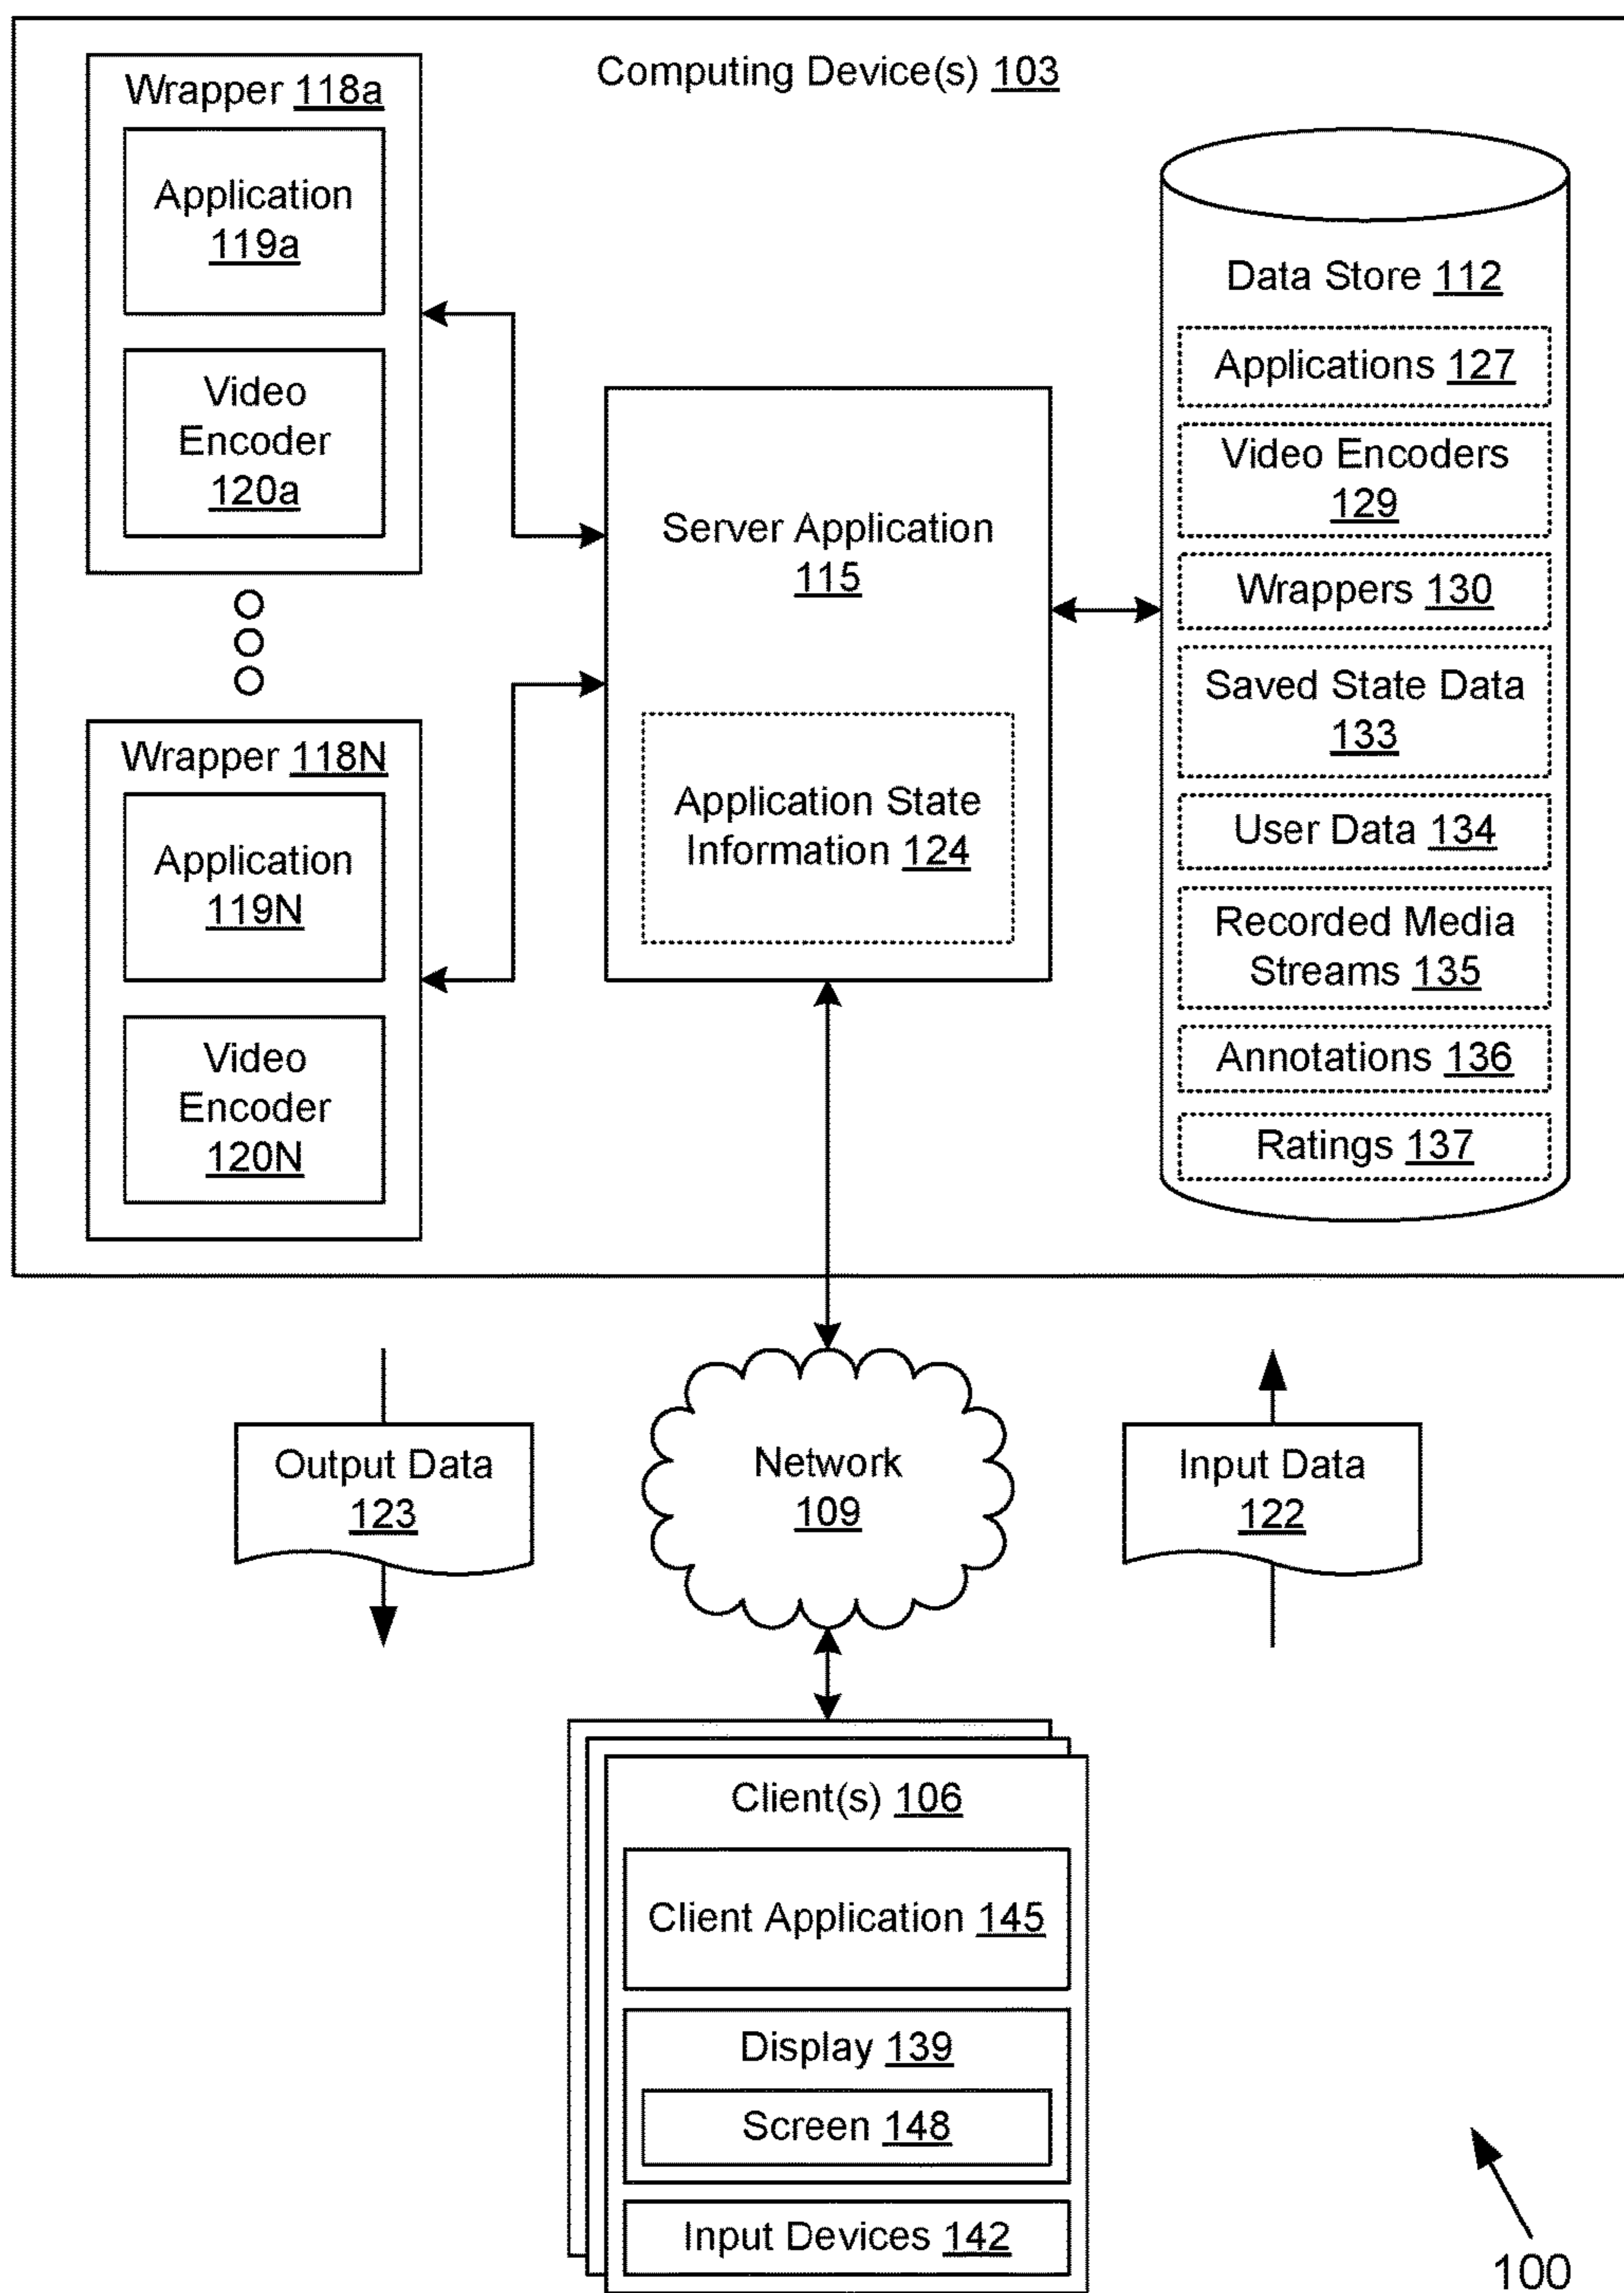 Computing Device(s) 103
Wrapper 118a
Application
119a
Video
Encoder
120a
Wrapper 118N
Application
119N
Video
Encoder
120N
Server Application
115
Application State
Information 124
Data Store 112
Applications 127
Video Encoders
129
Wrappers 130
Saved State Data
133
User Data 134
Recorded Media
Streams 135
Annotations 136
Ratings 137
Output Data
123
Network
109
Input Data
122
Client(s) 106
Client Application 145
Display 139
Screen 148
Input Devices 142
100